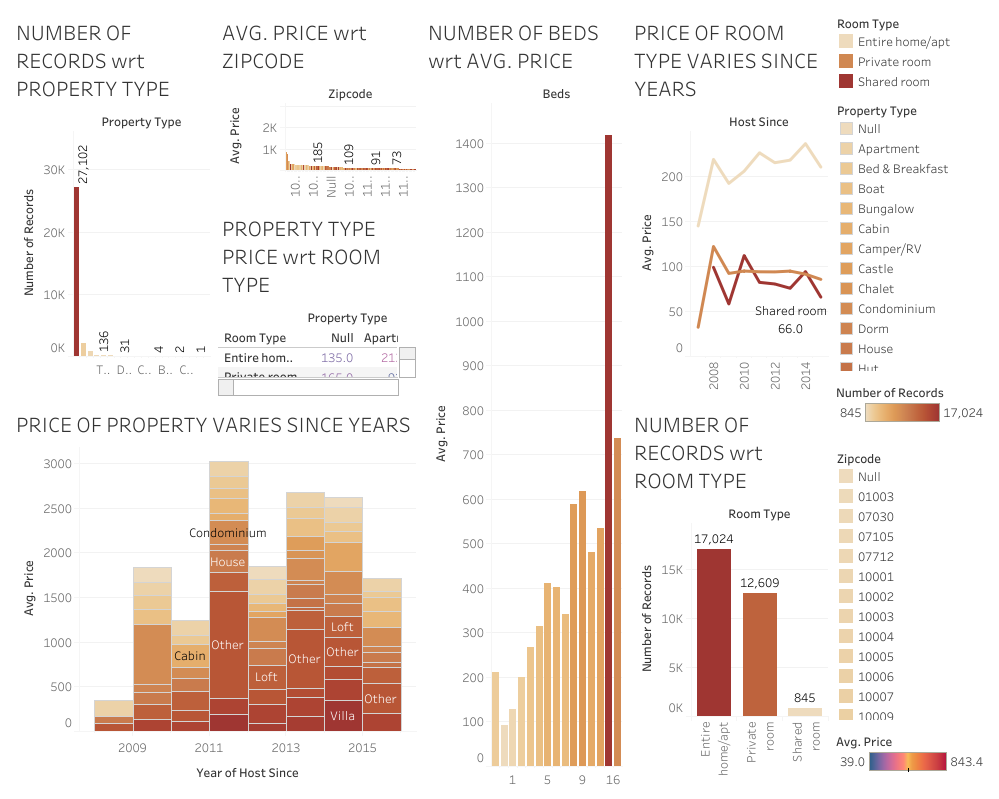 NUMBER OF
RECORDS wrt
PROPERTY TYPE
Property Type
Number of Records
30K
20K
10K
0K
27,102
136
31
4
2
1
T..
D..
C..
B..
C..
AVG. PRICE wrt
ZIPCODE
Zipcode
Avg. Price
2K
1K
185
109
91
73
10..
10..
Null
10..
11..
11..
11..
PROPERTY TYPE
PRICE wrt ROOM
TYPE
Property Type
Room Type Null
Entire hom.. 135.0
Private room
NUMBER OF BEDS
wrt AVG. PRICE
Beds
Avg. Price
1400
1300
1200
1100
1000
900
800
700
600
500
400
300
200
100
0
1
5
9
16
PRICE OF ROOM
TYPE VARIES SINCE
YEARS
Host Since
Avg. Price
200
150
100
50
0
Shared room
66.0
2008
2010
2012
2014
Room Type
Entire home/apt
Private room
Shared room
Property Type
Null
Apartment
Bed & Breakfast
Boat
Bungalow
Cabin
Camper/RV
Castle
Chalet
Condominium
Dorm
House
Hut
Number of Records
845 17,024
Zipcode
Null
01003
07030
07105
07712
10001
10002
10003
10004
10005
10006
10007
10009
Avg. Price
39.0 843.4
PRICE OF PROPERTY VARIES SINCE YEARS
Avg. Price
3000
2500
2000
1500
1000
500
0
Condominium
House
Other
Cabin
Loft
Other
Loft
Other
Villa
Other
2009
2011
2013
2015
Year of Host Since
NUMBER OF
RECORDS wrt
ROOM TYPE
Room Type
Number of Records
15K
10K
5K
0K
17,024
12,609
845
Entire
home/apt
Private
room
Shared
room